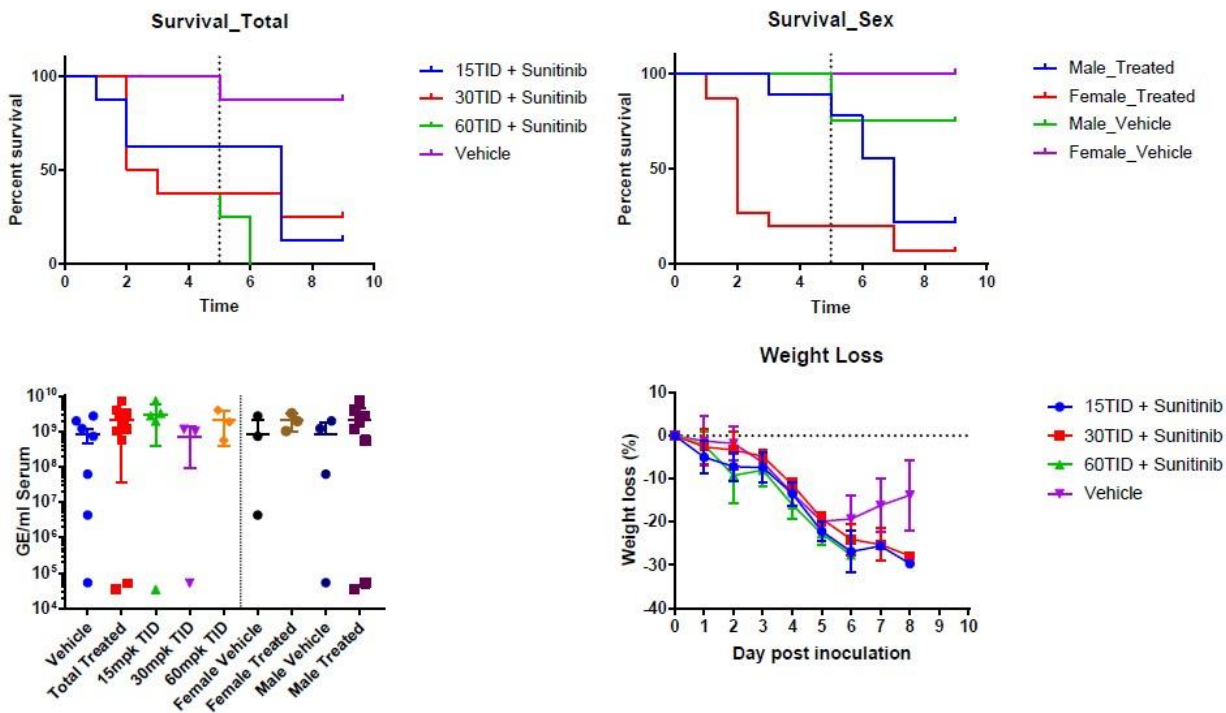 Survival_Total
Percent survival
100
50
0
0 2 4 6 8 10
Time
15TID + Sunitinib
30TID + Sunitinib
60TID + Sunitinib
Vehicle
Survival_Sex
Percent survival
100
50
0
0 2 4 6 8 10
Time
Male_Treated
Female_Treated
Male_Vehicle
Female_Vehicle
GE/ml Serum
10^10
10^9
10^8
10^7
10^6
10^5
10^4
Vehicle
Total Treated
15mpk TID
30mpk TID
60mpk TID
Female Vehicle
Female Treated
Male Vehicle
Male Treated
Weight Loss
Weight loss (%)
10
0
-10
-20
-30
-40
0 1 2 3 4 5 6 7 8 9 10
Day post inoculation
15TID + Sunitinib
30TID + Sunitinib
60TID + Sunitinib
Vehicle